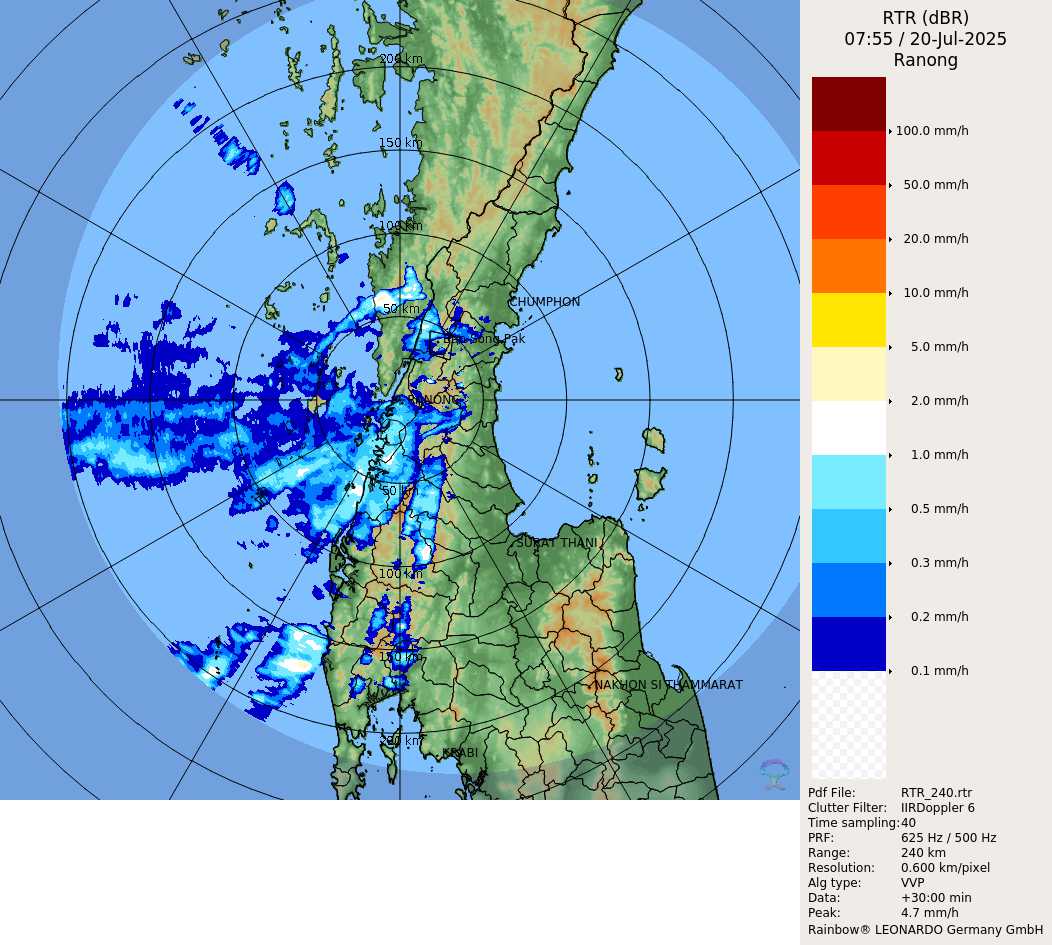 RTR (dBR)
07:55 / 20-Jul-2025
Ranong
100.0 mm/h
50.0 mm/h
20.0 mm/h
10.0 mm/h
5.0 mm/h
2.0 mm/h
1.0 mm/h
0.5 mm/h
0.3 mm/h
0.2 mm/h
0.1 mm/h
Pdf File: RTR_240.rtr
Clutter Filter: IIRDoppler 6
Time sampling: 40
PRF: 625 Hz / 500 Hz
Range: 240 km
Resolution: 0.600 km/pixel
Alg type: VVP
Data: +30:00 min
Peak: 4.7 mm/h
Rainbow® LEONARDO Germany GmbH
200 km
150 km
100 km
CHUMPHON
50 km
Pak
RANONG
50 km
SURAT THANI
100 km
150 km
NAKHON SI THAMMARAT
200 km
KRABI